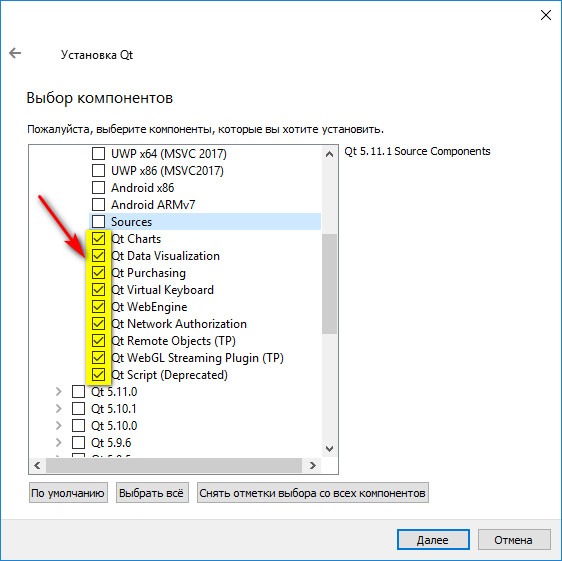 Установка Qt
Выбор компонентов
Пожалуйста, выберите компоненты, которые вы хотите установить.
UWP x64 (MSVC 2017)
Qt 5.11.1 Source Components
UWP x86 (MSVC2017)
Android x86
Android ARMv7
Sources
Qt Charts
Qt Data Visualization
Qt Purchasing
Qt Virtual Keyboard
Qt WebEngine
Qt Network Authorization
Qt Remote Objects (TP)
Qt WebGL Streaming Plugin (TP)
Qt Script (Deprecated)
Qt 5.11.0
Qt 5.10.1
Qt 5.10.0
Qt 5.9.6
По умолчанию
Выбрать всё
Снять отметки выбора со всех компонентов
Далее
Отмена